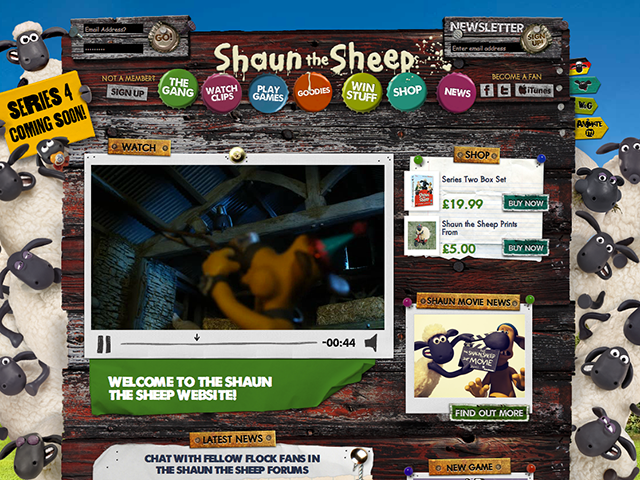 Email Address?
GO!
NEWSLETTER
Enter email address
SIGN UP!
Shaun the Sheep
NOT A MEMBER?
SIGN UP
THE GANG
WATCH CLIPS
PLAY GAMES
GOODIES
WIN STUFF
SHOP
NEWS
BECOME A FAN
f
t
iTunes
SERIES 4
COMING SOON!
WATCH
SHOP
Series Two Box Set
£19.99
BUY NOW
Shaun the Sheep Prints
From
£5.00
BUY NOW
SHAUN MOVIE NEWS
THE SHAUN SHEEP
MOVIE
FIND OUT MORE
-00:44
WELCOME TO THE SHAUN
THE SHEEP WEBSITE!
LATEST NEWS
CHAT WITH FELLOW FLOCK FANS IN
THE SHAUN THE SHEEP FORUMS
NEW GAME